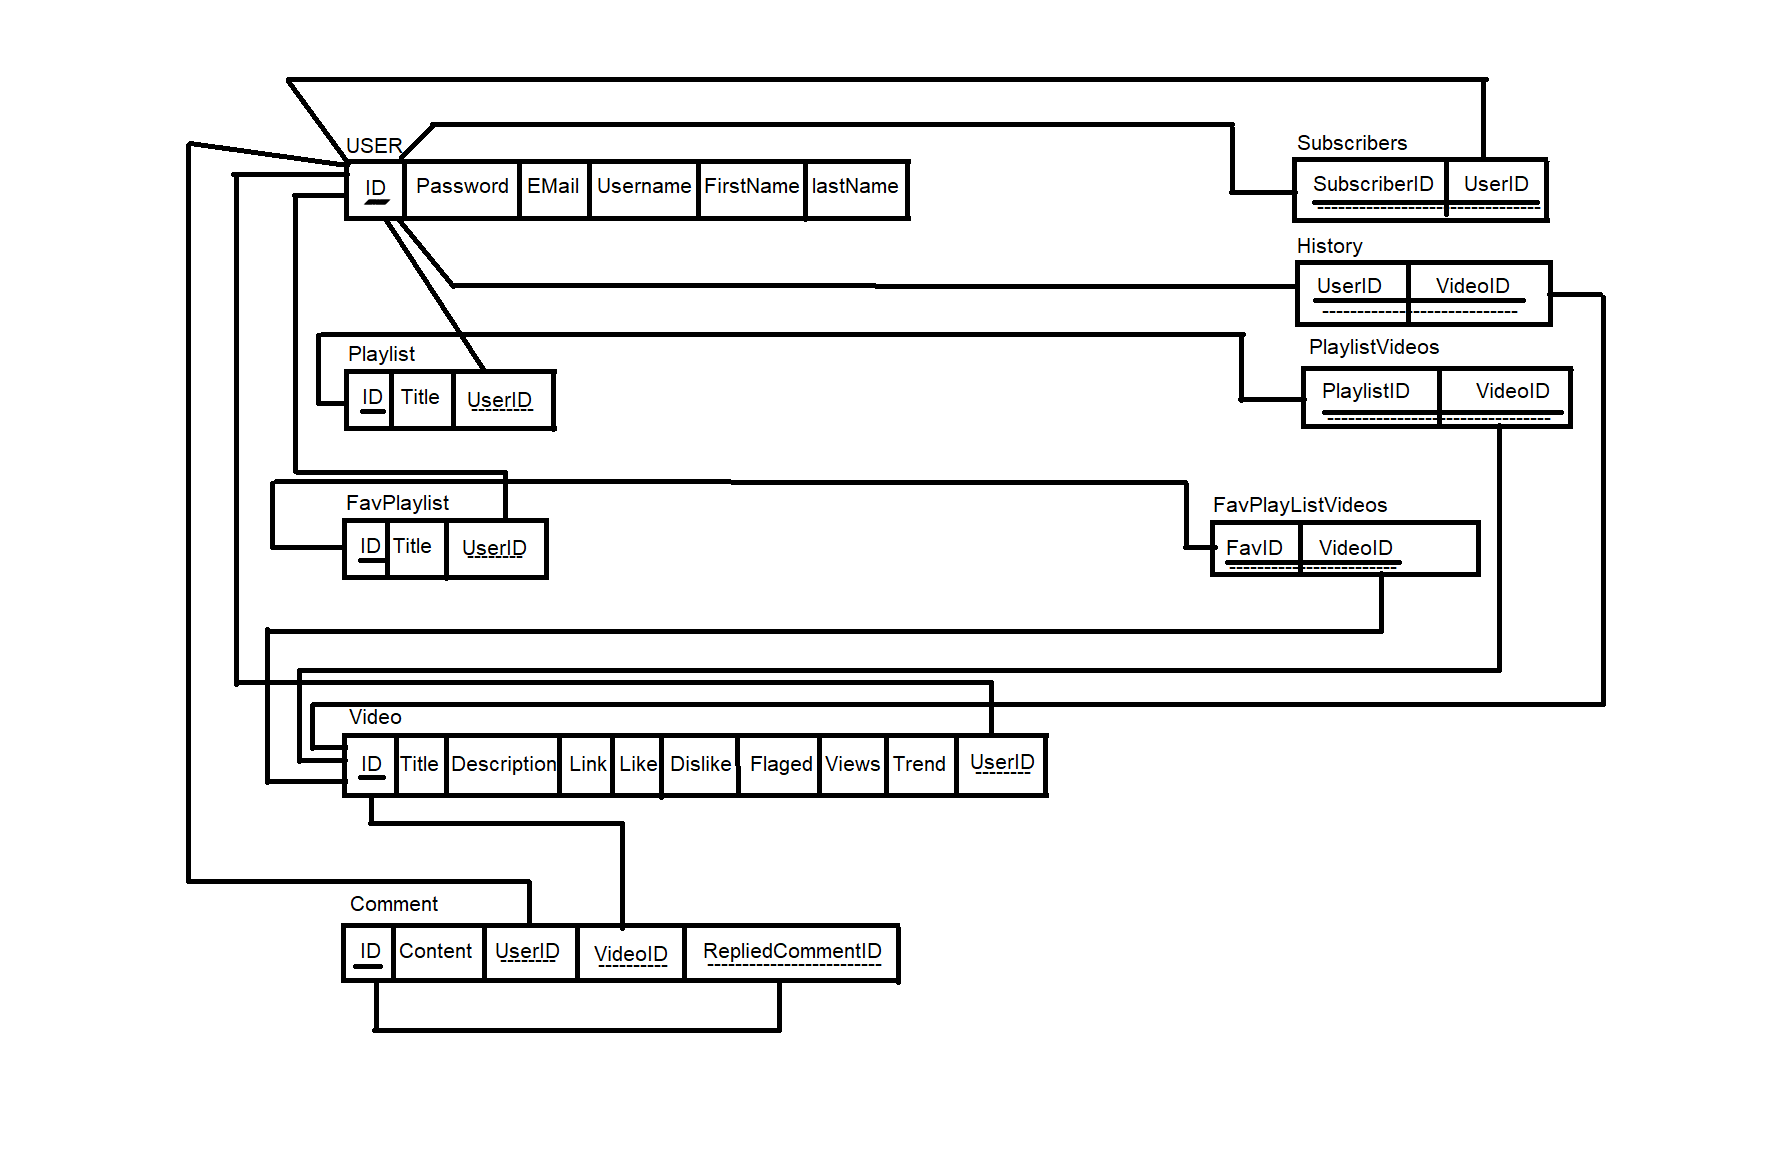 USER
ID Password EMail Username FirstName lastName
Subscribers
SubscriberID UserID
History
UserID VideoID
Playlist
ID Title UserID
PlaylistVideos
PlaylistID VideoID
FavPlaylist
ID Title UserID
FavPlayListVideos
FavID VideoID
Video
ID Title Description Link Like Dislike Flaged Views Trend UserID
Comment
ID Content UserID VideoID RepliedCommentID